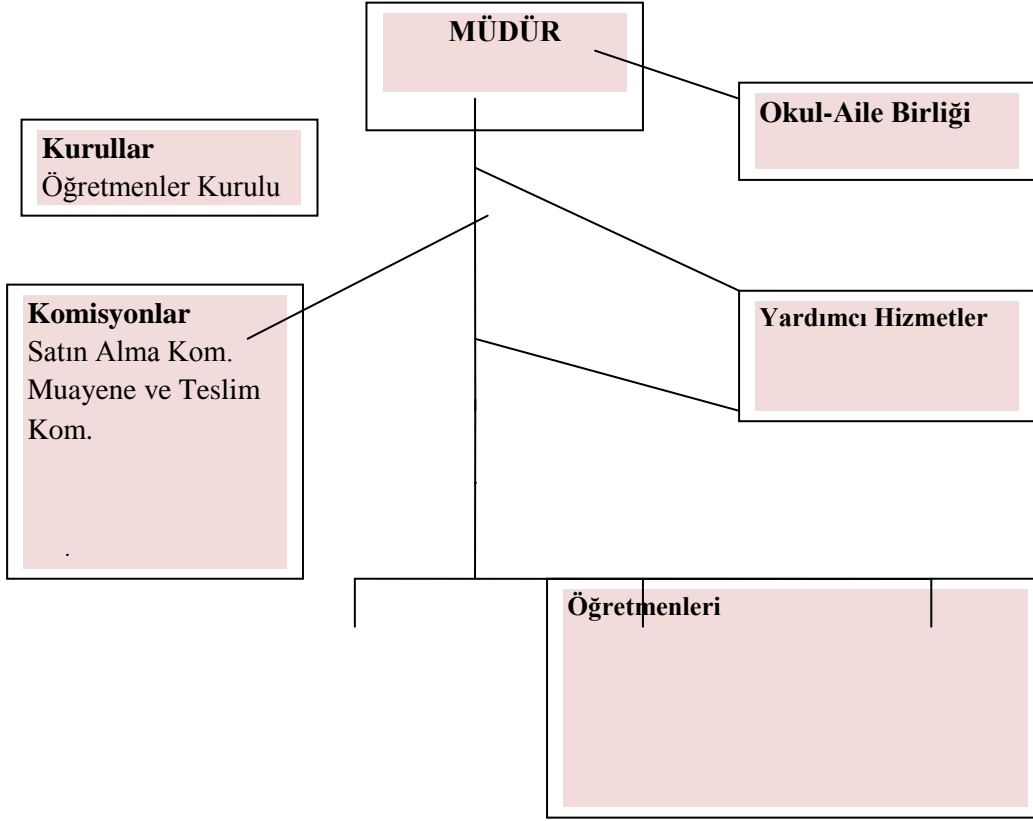 MÜDÜR
Okul-Aile Birliği
Kurullar
Öğretmenler Kurulu
Komisyonlar
Satın Alma Kom.
Muayene ve Teslim
Kom.
.
Yardımcı Hizmetler
Öğretmenleri